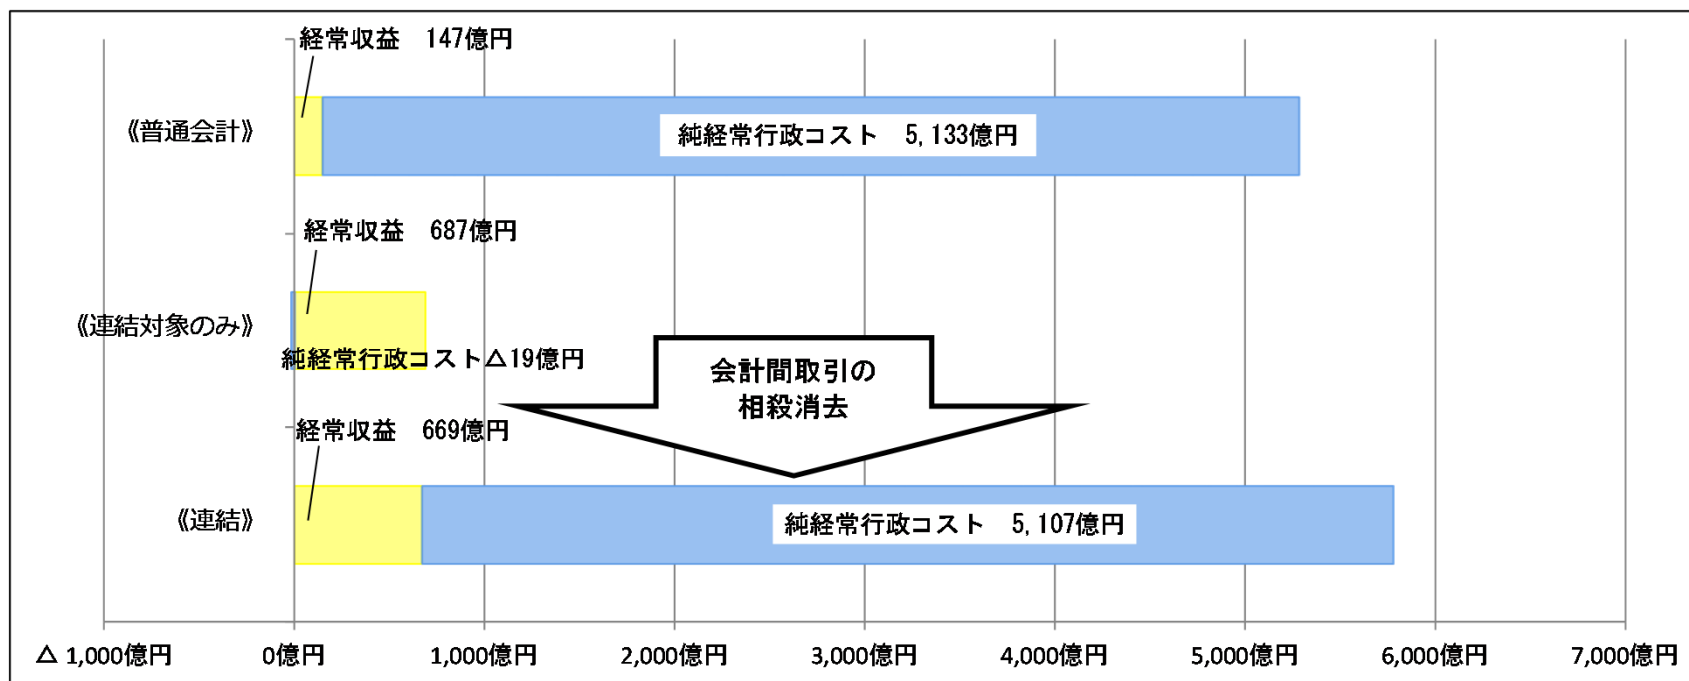 経常収益　147億円
《普通会計》
純経常行政コスト　5,133億円
経常収益　687億円
《連結対象のみ》
純経常行政コスト△19億円
会計間取引の
相殺消去
経常収益　669億円
《連結》
純経常行政コスト　5,107億円
△ 1,000億円 0億円 1,000億円 2,000億円 3,000億円 4,000億円 5,000億円 6,000億円 7,000億円